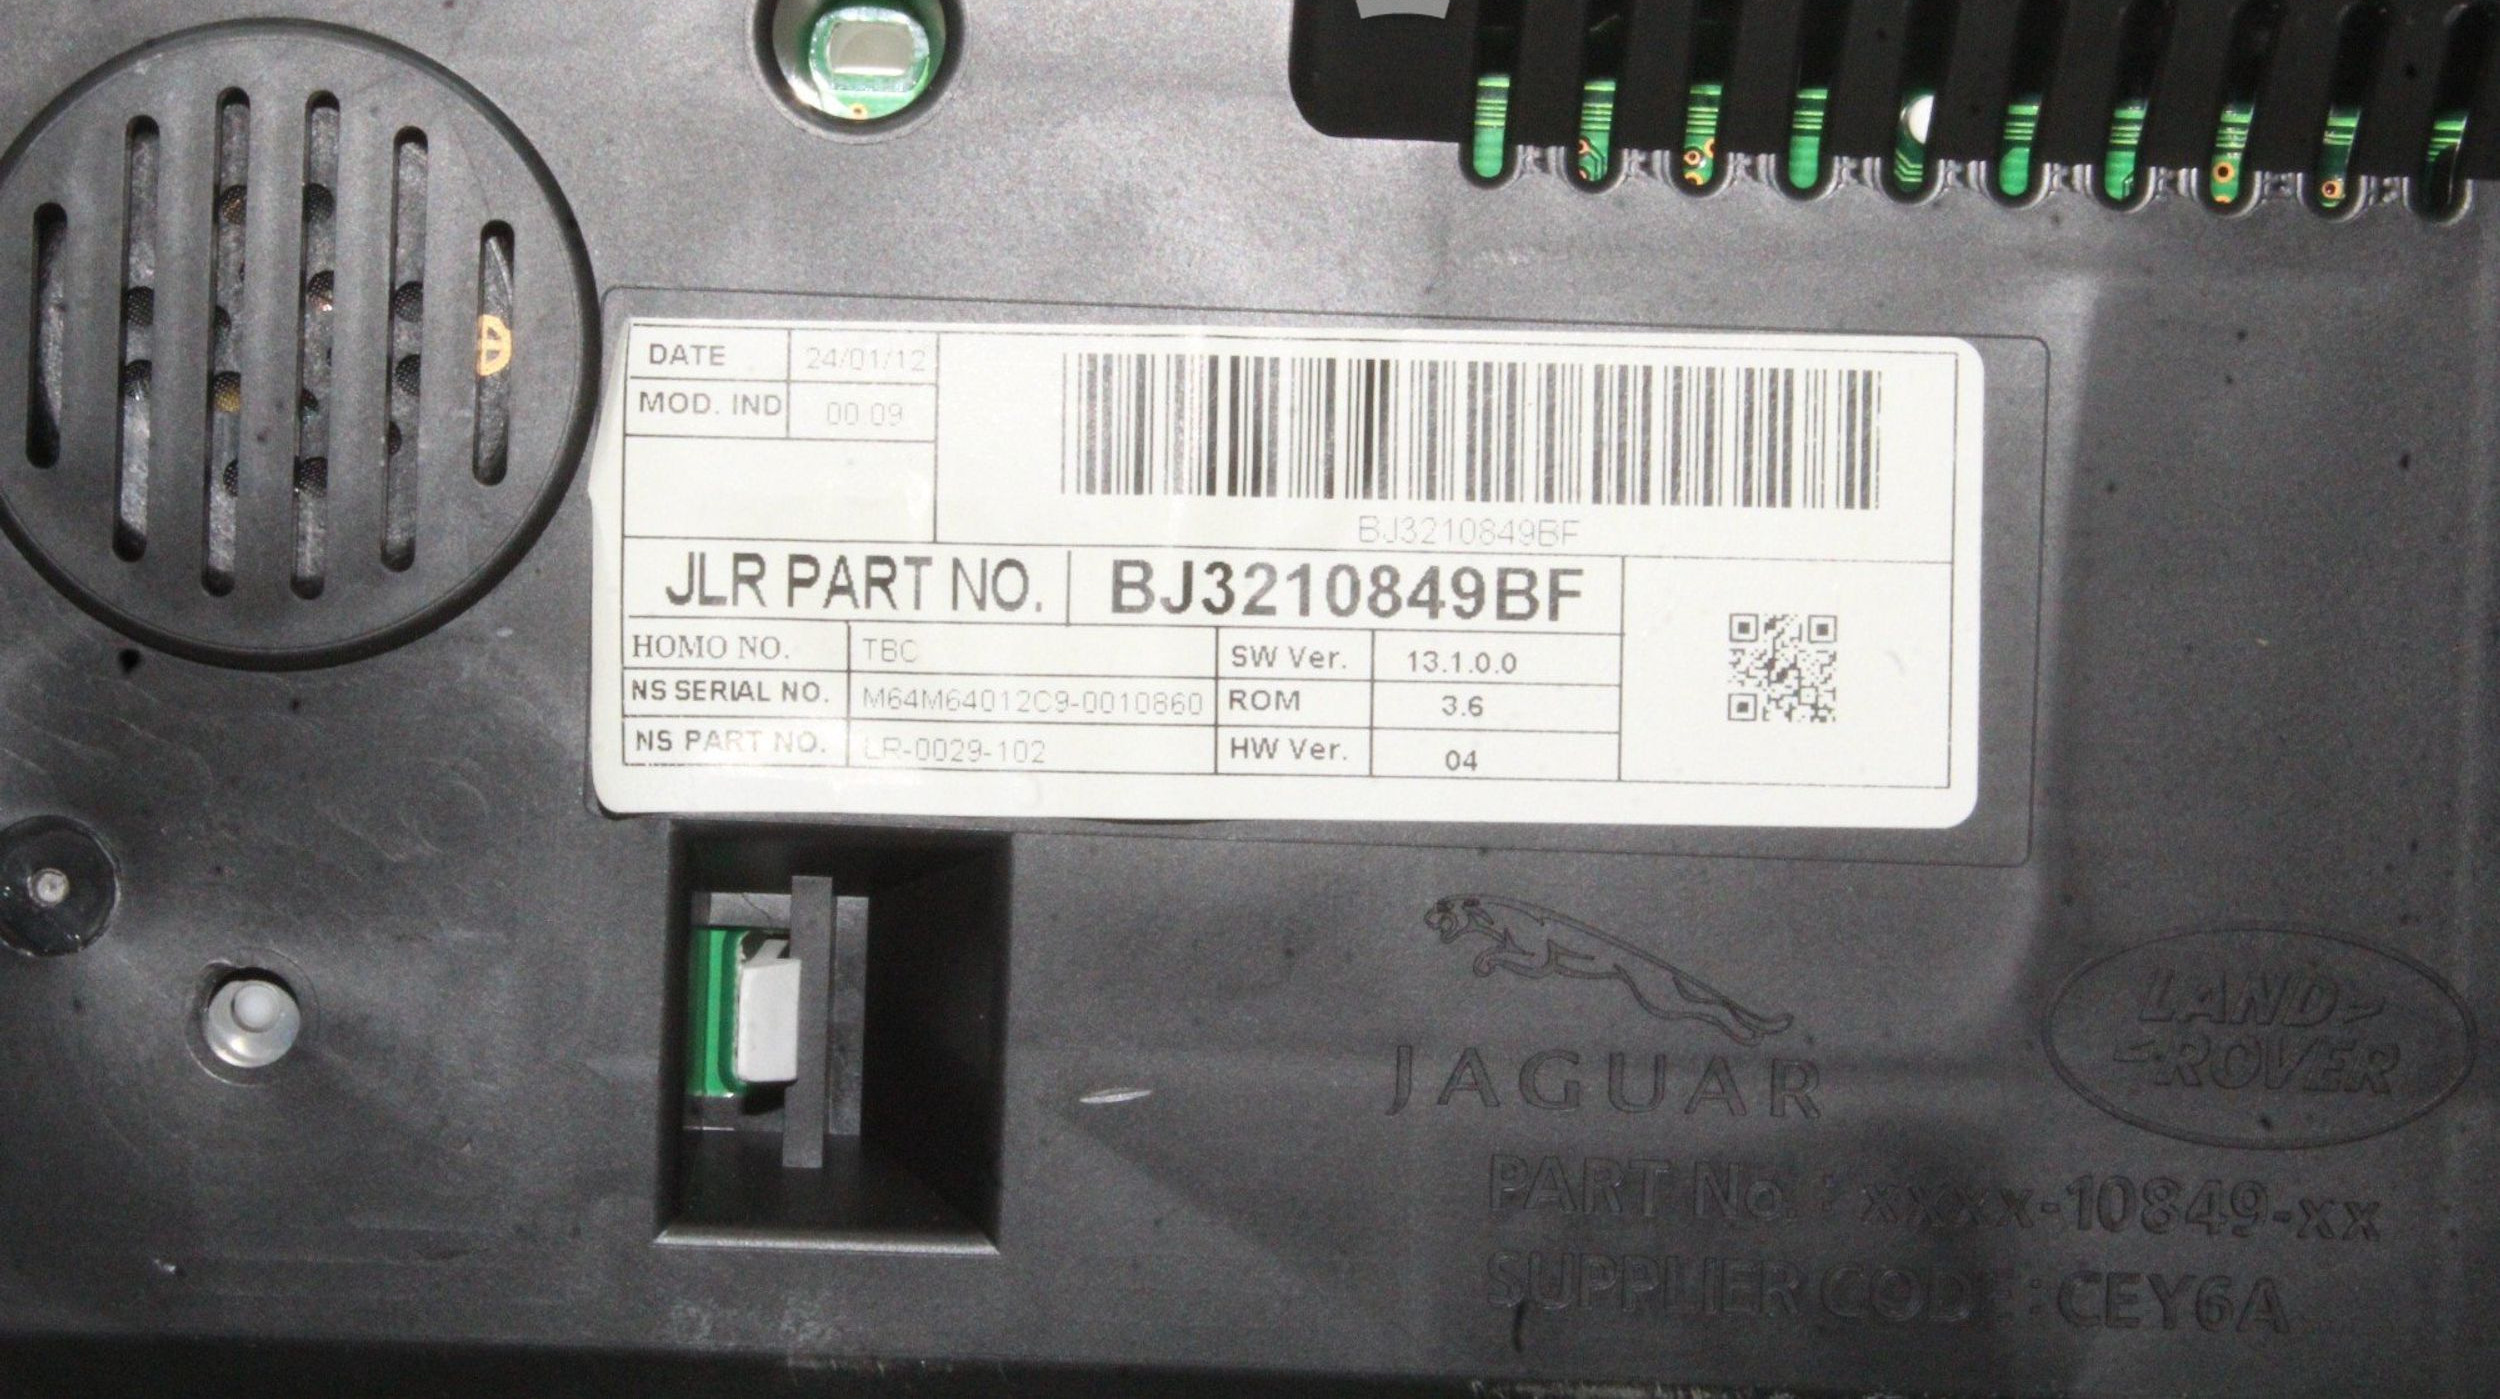 DATE 24/01/12
MOD. IND 00 09
BJ3210849BF
JLR PART NO. BJ3210849BF
HOMO NO. TBC SW Ver. 13.1.0.0
NS SERIAL NO. M64M64012C9-0010860 ROM 3.6
NS PART NO. LR-0029-102 HW Ver. 04
JAGUAR
LAND
ROVER
PART No. : xxxx-10849-xx
SUPPLIER CODE : CEY6A